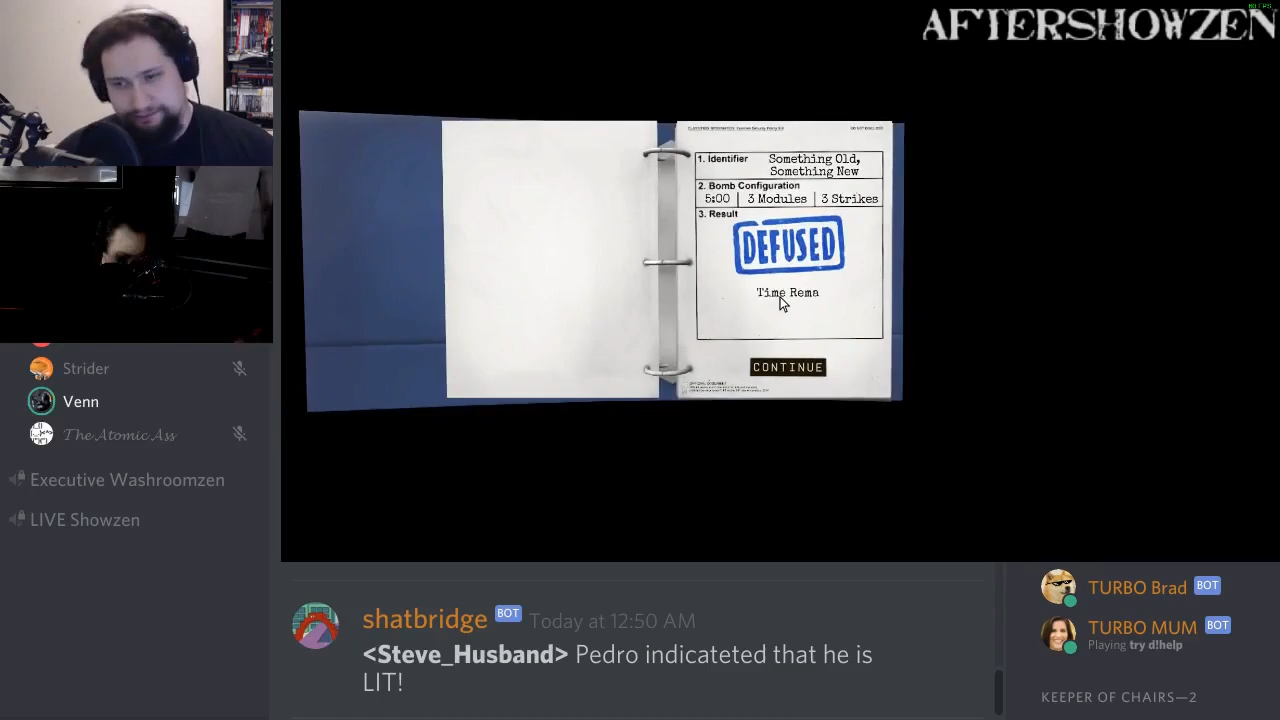 AFTERSHOWZEN
1. Identifier Something Old,
Something New
2. Bomb Configuration
5:00 3 Modules 3 Strikes
3. Result
DEFUSED
Time Rema
CONTINUE
Strider
Venn
The Atomic Ass
Executive Washroomzen
LIVE Showzen
shatbridge BOT Today at 12:50 AM
<Steve_Husband> Pedro indicateted that he is
LIT!
TURBO Brad BOT
TURBO MUM BOT
Playing try d!help
KEEPER OF CHAIRS—2